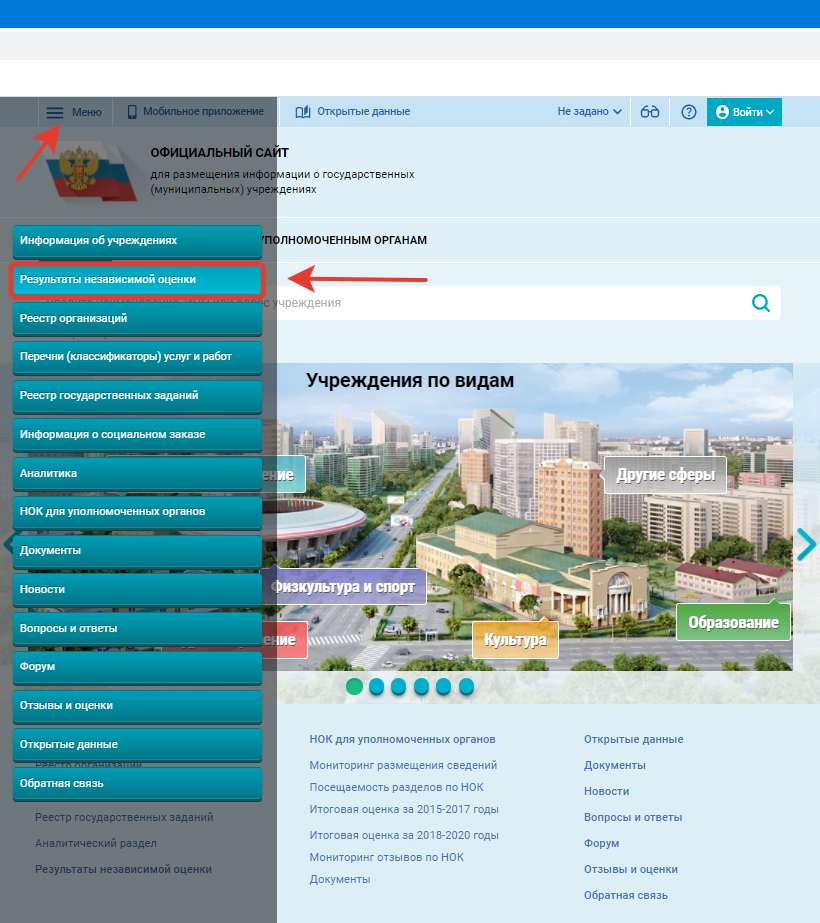 Меню
Мобильное приложение
Открытые данные
Не задано
Войти
ОФИЦИАЛЬНЫЙ САЙТ
для размещения информации о государственных
(муниципальных) учреждениях
Информация об учреждениях
УПОЛНОМОЧЕННЫМ ОРГАНАМ
Результаты независимой оценки
учреждения
Реестр организаций
Перечни (классификаторы) услуг и работ
Реестр государственных заданий
Информация о социальном заказе
Аналитика
НОК для уполномоченных органов
Документы
Новости
Вопросы и ответы
Форум
Отзывы и оценки
Открытые данные
Обратная связь
Учреждения по видам
Другие сферы
Физкультура и спорт
Образование
Культура
Реестр организаций
Реестр государственных заданий
Аналитический раздел
Результаты независимой оценки
НОК для уполномоченных органов
Мониторинг размещения сведений
Посещаемость разделов по НОК
Итоговая оценка за 2015-2017 годы
Итоговая оценка за 2018-2020 годы
Мониторинг отзывов по НОК
Документы
Открытые данные
Документы
Новости
Вопросы и ответы
Форум
Отзывы и оценки
Обратная связь